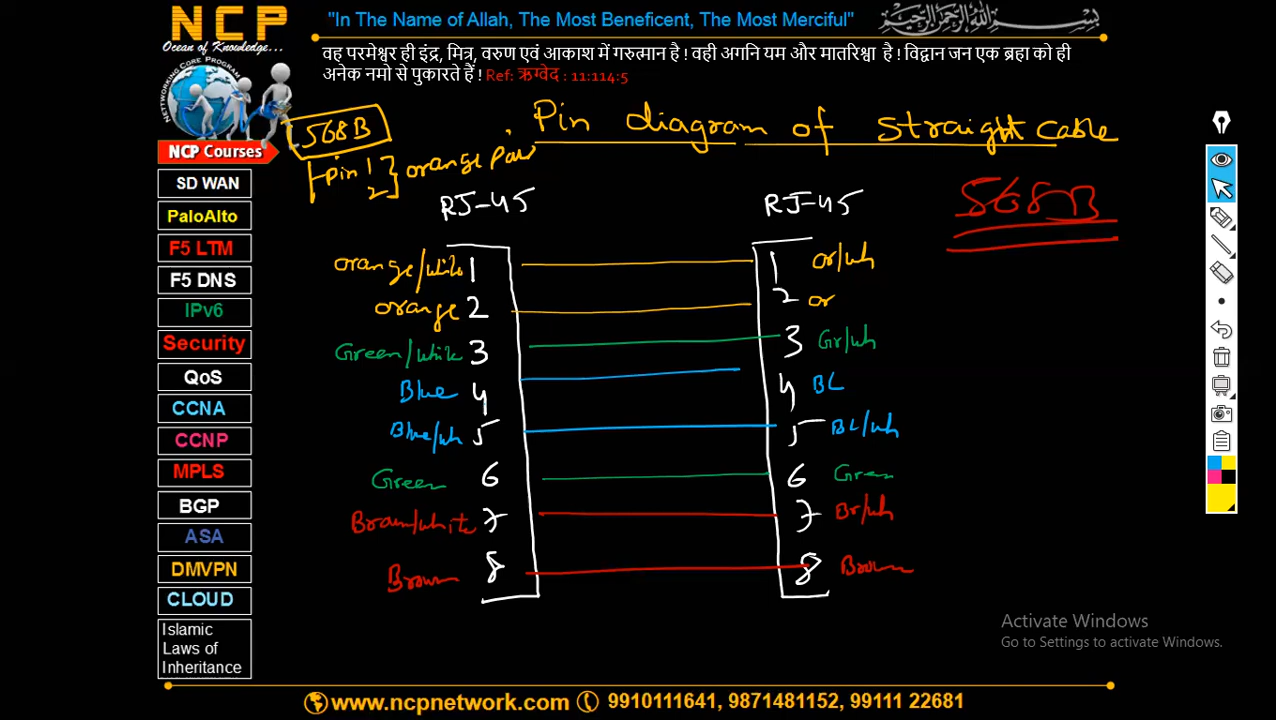 NCP
Ocean of Knowledge...
"In The Name of Allah, The Most Beneficent, The Most Merciful"
वह परमेश्वर ही इंद्र, मित्र, वरुण एवं आकाश में गरुत्मान है ! वही अगनि यम और मातरिश्वा है ! विद्वान जन एक ब्रहा को ही
अनेक नमो से पुकारते हैं ! Ref: ऋग्वेद : 11:114:5
NETWORKING CORE PROGRAM
NCP Courses
SD WAN
PaloAlto
F5 LTM
F5 DNS
IPv6
Security
QoS
CCNA
CCNP
MPLS
BGP
ASA
DMVPN
CLOUD
Islamic
Laws of
Inheritance
568B
Pin diagram of straight cable
pin 1 orange Pair
2
568B
RJ-45 RJ-45
orange/white 1 1 or/wh
orange 2 2 or
Green/white 3 3 Gr/wh
Blue 4 4 BL
Blue/wh 5 5 BL/wh
Green 6 6 Green
Brown/white 7 7 Br/wh
Brown 8 8 Brown
Activate Windows
Go to Settings to activate Windows.
www.ncpnetwork.com 9910111641, 9871481152, 99111 22681